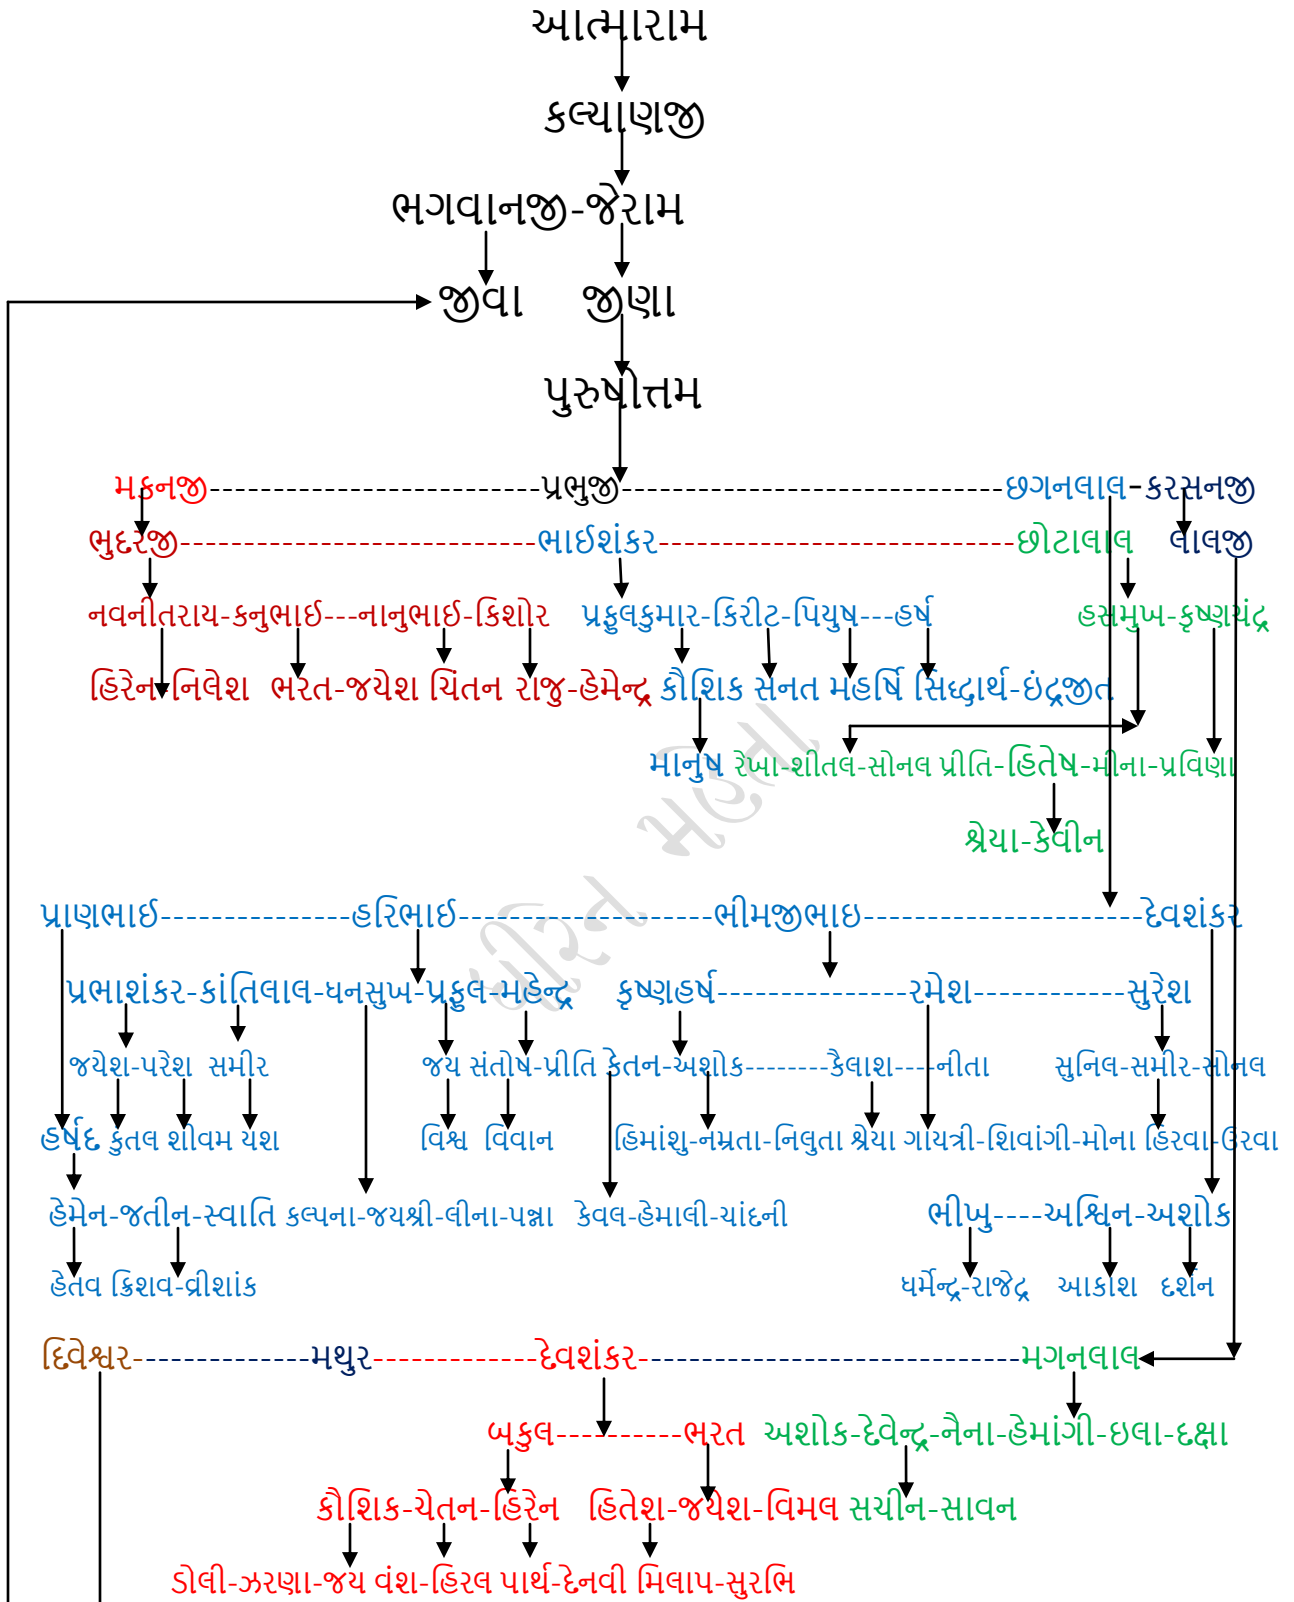 આત્મારામ
કલ્યાણજી
ભગવાનજી-જેરામ
જીવા જીણા
પુરુષોત્તમ
મકનજી--------------------------પ્રભુજી------------------------------છગનલાલ-કરસનજી
ભુદરજી----------------------------ભાઈશંકર----------------------------છોટાલાલ લાલજી
નવનીતરાય-કનુભાઈ---નાનુભાઈ-કિશોર પ્રફુલકુમાર-કિરીટ-પિયુષ---હર્ષ હસમુખ-કૃષ્ણચંદ્ર
હિરેન-નિલેશ ભરત-જયેશ ચિંતન રાજુ-હેમેન્દ્ર કૌશિક સનત મહર્ષિ સિદ્ધાર્થ-ઇંદ્રજીત
માનુષ રેખા-શીતલ-સોનલ પ્રીતિ-હિતેષ-મીના-પ્રવિણા
શ્રેયા-કેવીન
ધીરિન મહેતા
પ્રાણભાઈ---------------હરિભાઈ--------------------ભીમજીભાઇ----------------------દેવશંકર
પ્રભાશંકર-કાંતિલાલ-ધનસુખ-પ્રફુલ-મહેન્દ્ર કૃષ્ણહર્ષ---------------રમેશ------------સુરેશ
જયેશ-પરેશ સમીર જય સંતોષ-પ્રીતિ કેતન-અશોક--------કૈલાશ----નીતા સુનિલ-સમીર-સોનલ
હર્ષદ કુંતલ શીવમ યશ વિશ્વ વિવાન હિમાંશુ-નમ્રતા-નિલુતા શ્રેયા ગાયત્રી-શિવાંગી-મોના હિરવા-ઉરવા
હેમેન-જતીન-સ્વાતિ કલ્પના-જયશ્રી-લીના-પન્ના કેવલ-હેમાલી-ચાંદની ભીખુ----અશ્વિન-અશોક
હેતવ ક્રિશવ-વ્રીશાંક ધર્મેન્દ્ર-રાજેદ્ર આકાશ દર્શન
દિવેશ્વર--------------મથુર-------------દેવશંકર------------------------------મગનલાલ
બકુલ----------ભરત અશોક-દેવેન્દ્ર-નૈના-હેમાંગી-ઇલા-દક્ષા
કૌશિક-ચેતન-હિરેન હિતેશ-જયેશ-વિમલ સચીન-સાવન
ડોલી-ઝરણા-જય વંશ-હિરલ પાર્થ-દેનવી મિલાપ-સુરભિ